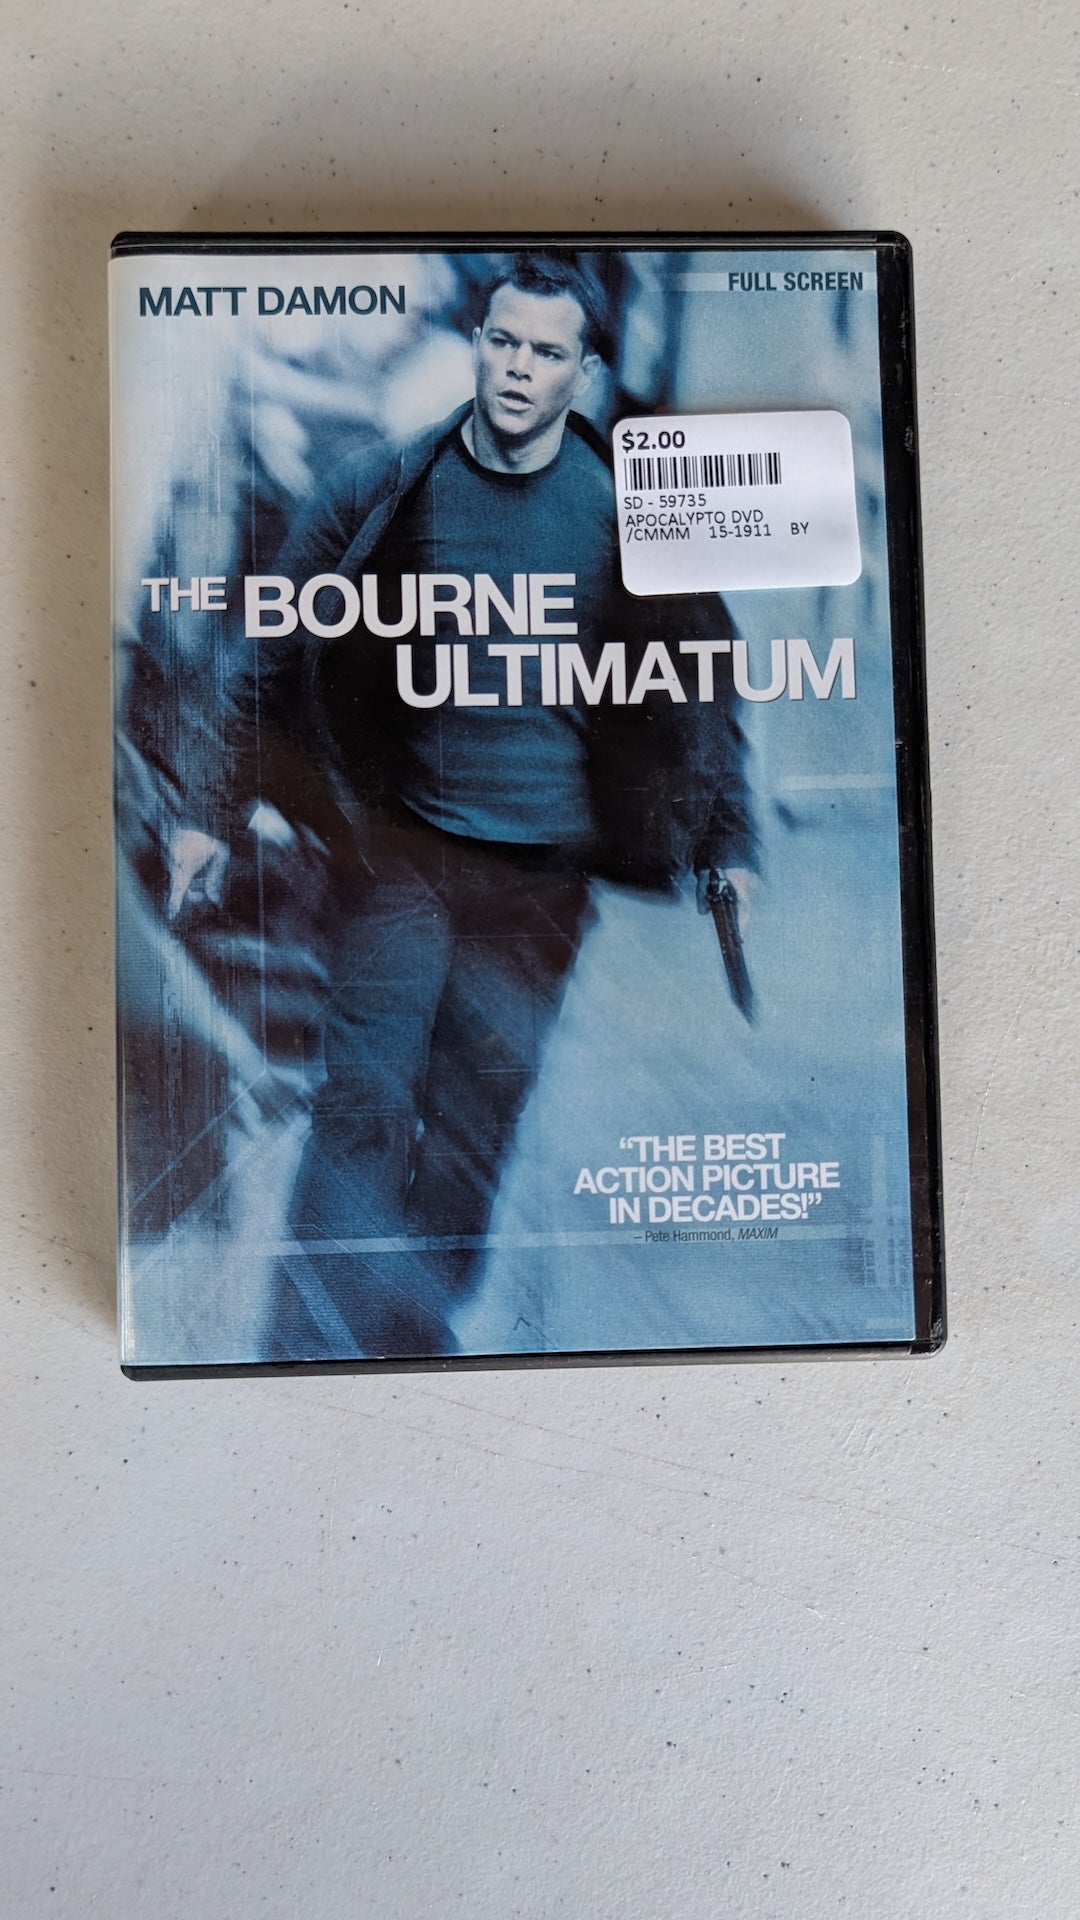 MATT DAMON
FULL SCREEN
$2.00
SD - 59735
APOCALYPTO DVD
/CMMM 15-1911 BY
THE BOURNE
ULTIMATUM
“THE BEST
ACTION PICTURE
IN DECADES!”
– Pete Hammond, MAXIM